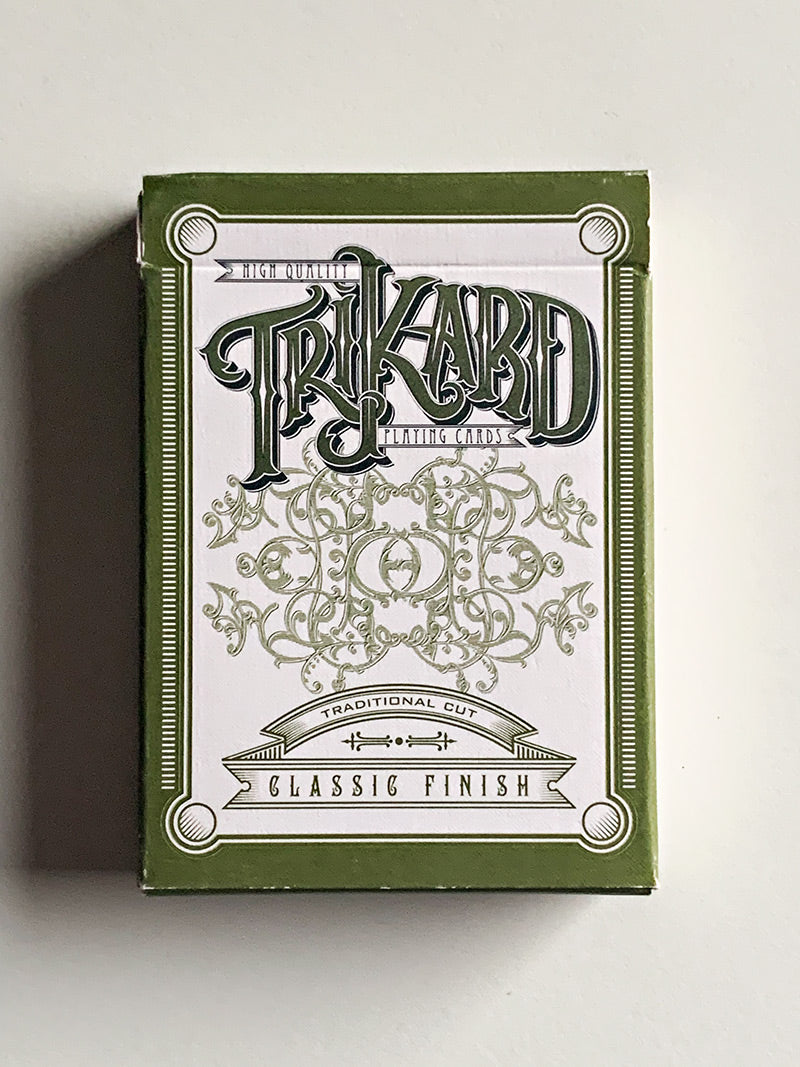 HIGH QUALITY
TRIKARD
PLAYING CARDS
TRADITIONAL CUT
CLASSIC FINISH